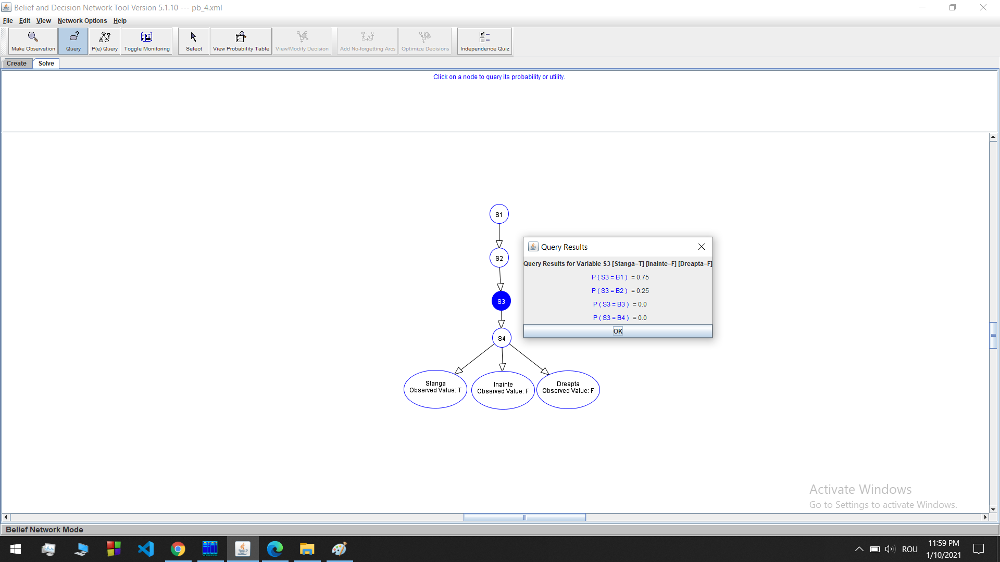 Belief and Decision Network Tool Version 5.1.10 --- pb_4.xml
File Edit View Network Options Help
Make Observation Query P(e) Query Toggle Monitoring Select View Probability Table View/Modify Decision Add No-forgetting Arcs Optimize Decisions Independence Quiz
Create Solve
Click on a node to query its probability or utility.
S1
S2
S3
S4
Stanga
Observed Value: T
Inainte
Observed Value: F
Dreapta
Observed Value: F
Query Results
Query Results for Variable S3 [Stanga=T] [Inainte=F] [Dreapta=F]
P ( S3 = B1 ) = 0.75
P ( S3 = B2 ) = 0.25
P ( S3 = B3 ) = 0.0
P ( S3 = B4 ) = 0.0
OK
Activate Windows
Go to Settings to activate Windows.
Belief Network Mode
ROU
11:59 PM
1/10/2021